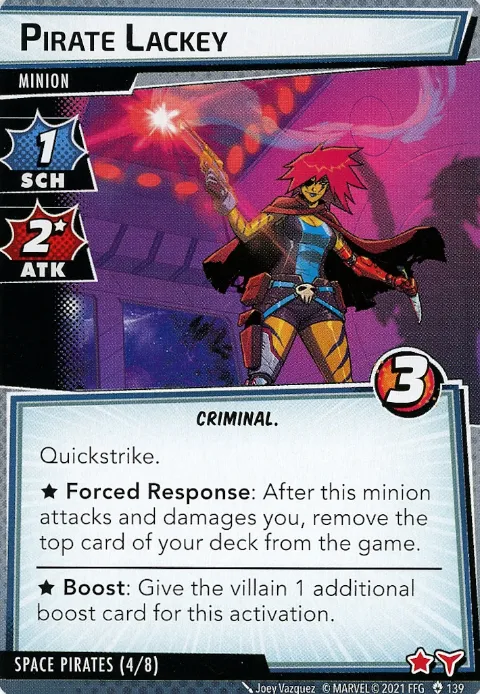 PIRATE LACKEY
MINION
1
SCH
2★
ATK
3
CRIMINAL.
Quickstrike.
★ Forced Response: After this minion
attacks and damages you, remove the
top card of your deck from the game.
★ Boost: Give the villain 1 additional
boost card for this activation.
SPACE PIRATES (4/8)
Joey Vazquez © MARVEL © 2021 FFG 139